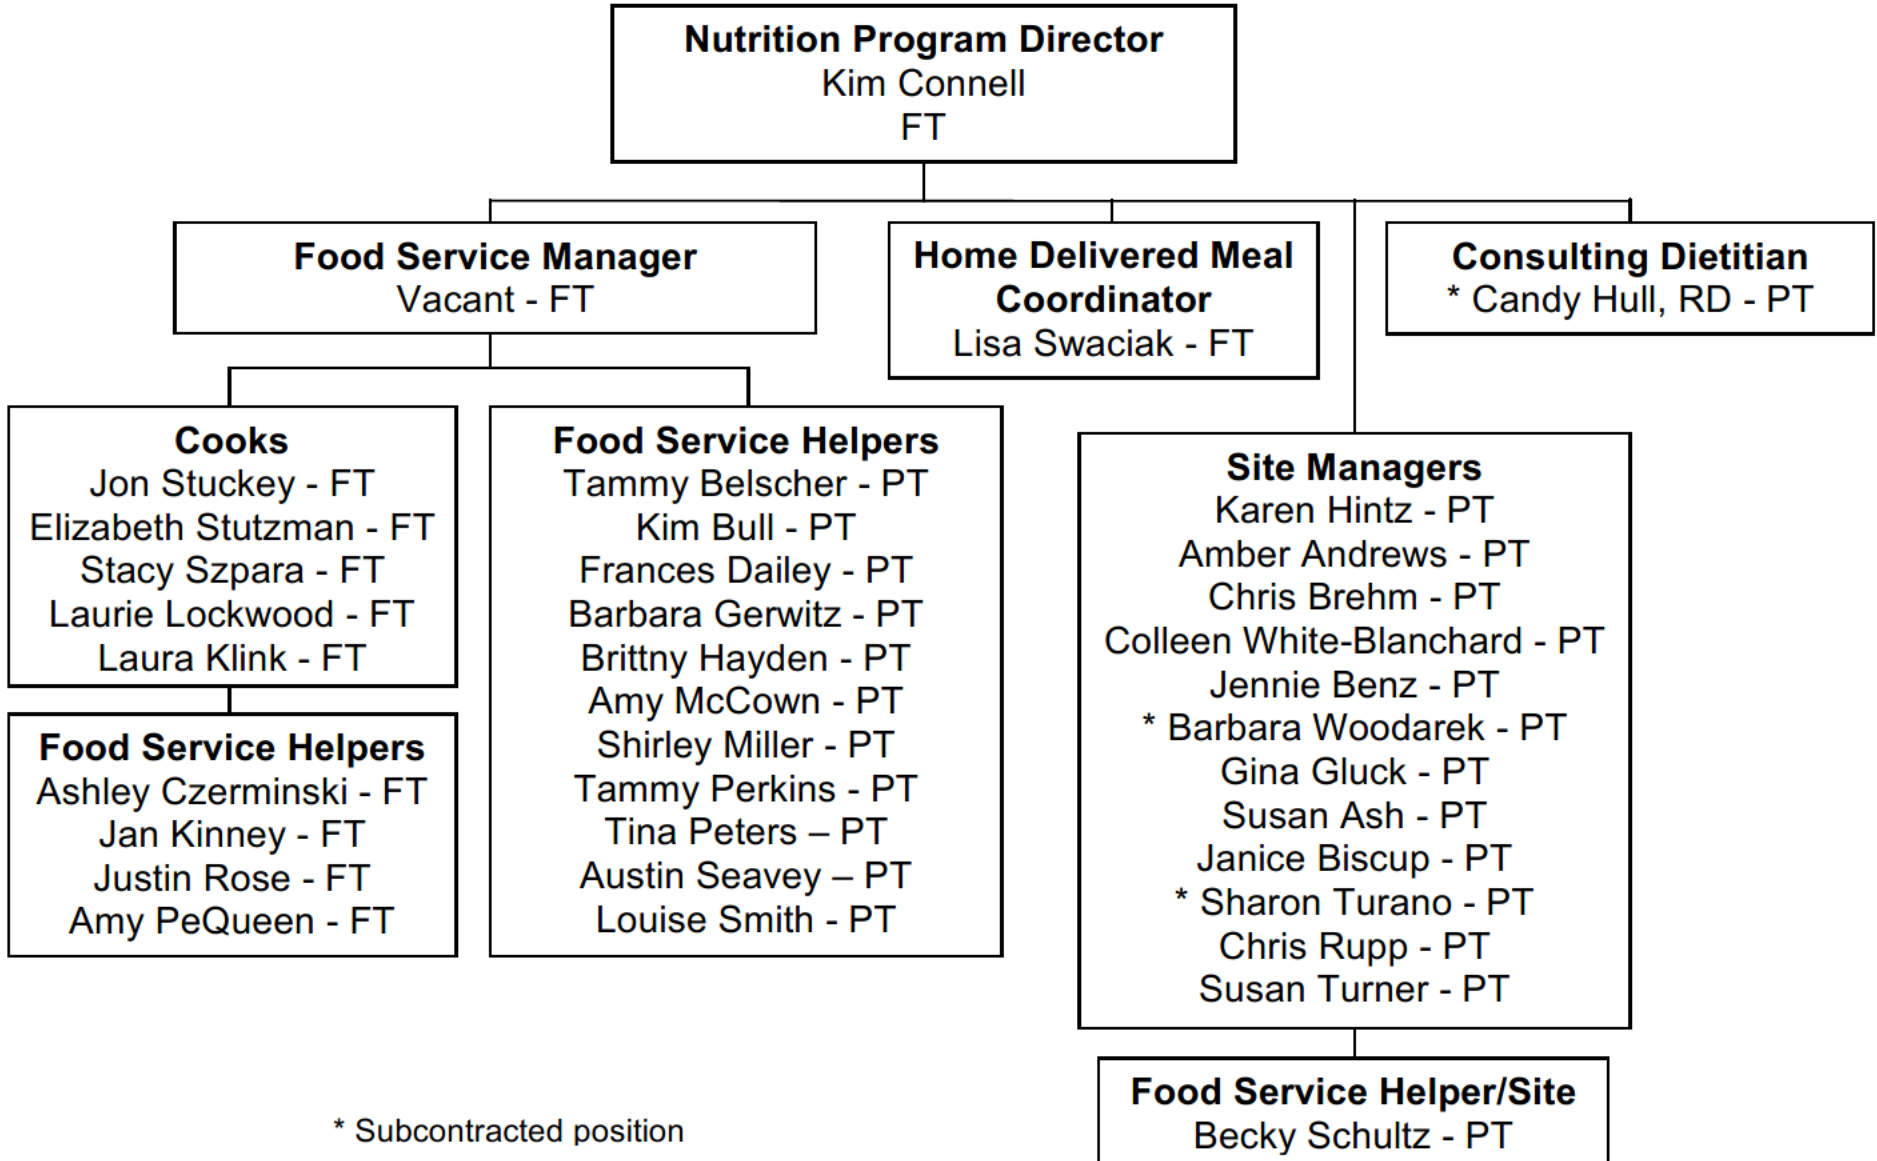 Nutrition Program Director
Kim Connell
FT
Food Service Manager
Vacant - FT
Home Delivered Meal
Coordinator
Lisa Swaciak - FT
Consulting Dietitian
* Candy Hull, RD - PT
Cooks
Jon Stuckey - FT
Elizabeth Stutzman - FT
Stacy Szpara - FT
Laurie Lockwood - FT
Laura Klink - FT
Food Service Helpers
Ashley Czerminski - FT
Jan Kinney - FT
Justin Rose - FT
Amy PeQueen - FT
Food Service Helpers
Tammy Belscher - PT
Kim Bull - PT
Frances Dailey - PT
Barbara Gerwitz - PT
Brittny Hayden - PT
Amy McCown - PT
Shirley Miller - PT
Tammy Perkins - PT
Tina Peters – PT
Austin Seavey – PT
Louise Smith - PT
Site Managers
Karen Hintz - PT
Amber Andrews - PT
Chris Brehm - PT
Colleen White-Blanchard - PT
Jennie Benz - PT
* Barbara Woodarek - PT
Gina Gluck - PT
Susan Ash - PT
Janice Biscup - PT
* Sharon Turano - PT
Chris Rupp - PT
Susan Turner - PT
Food Service Helper/Site
Becky Schultz - PT
* Subcontracted position